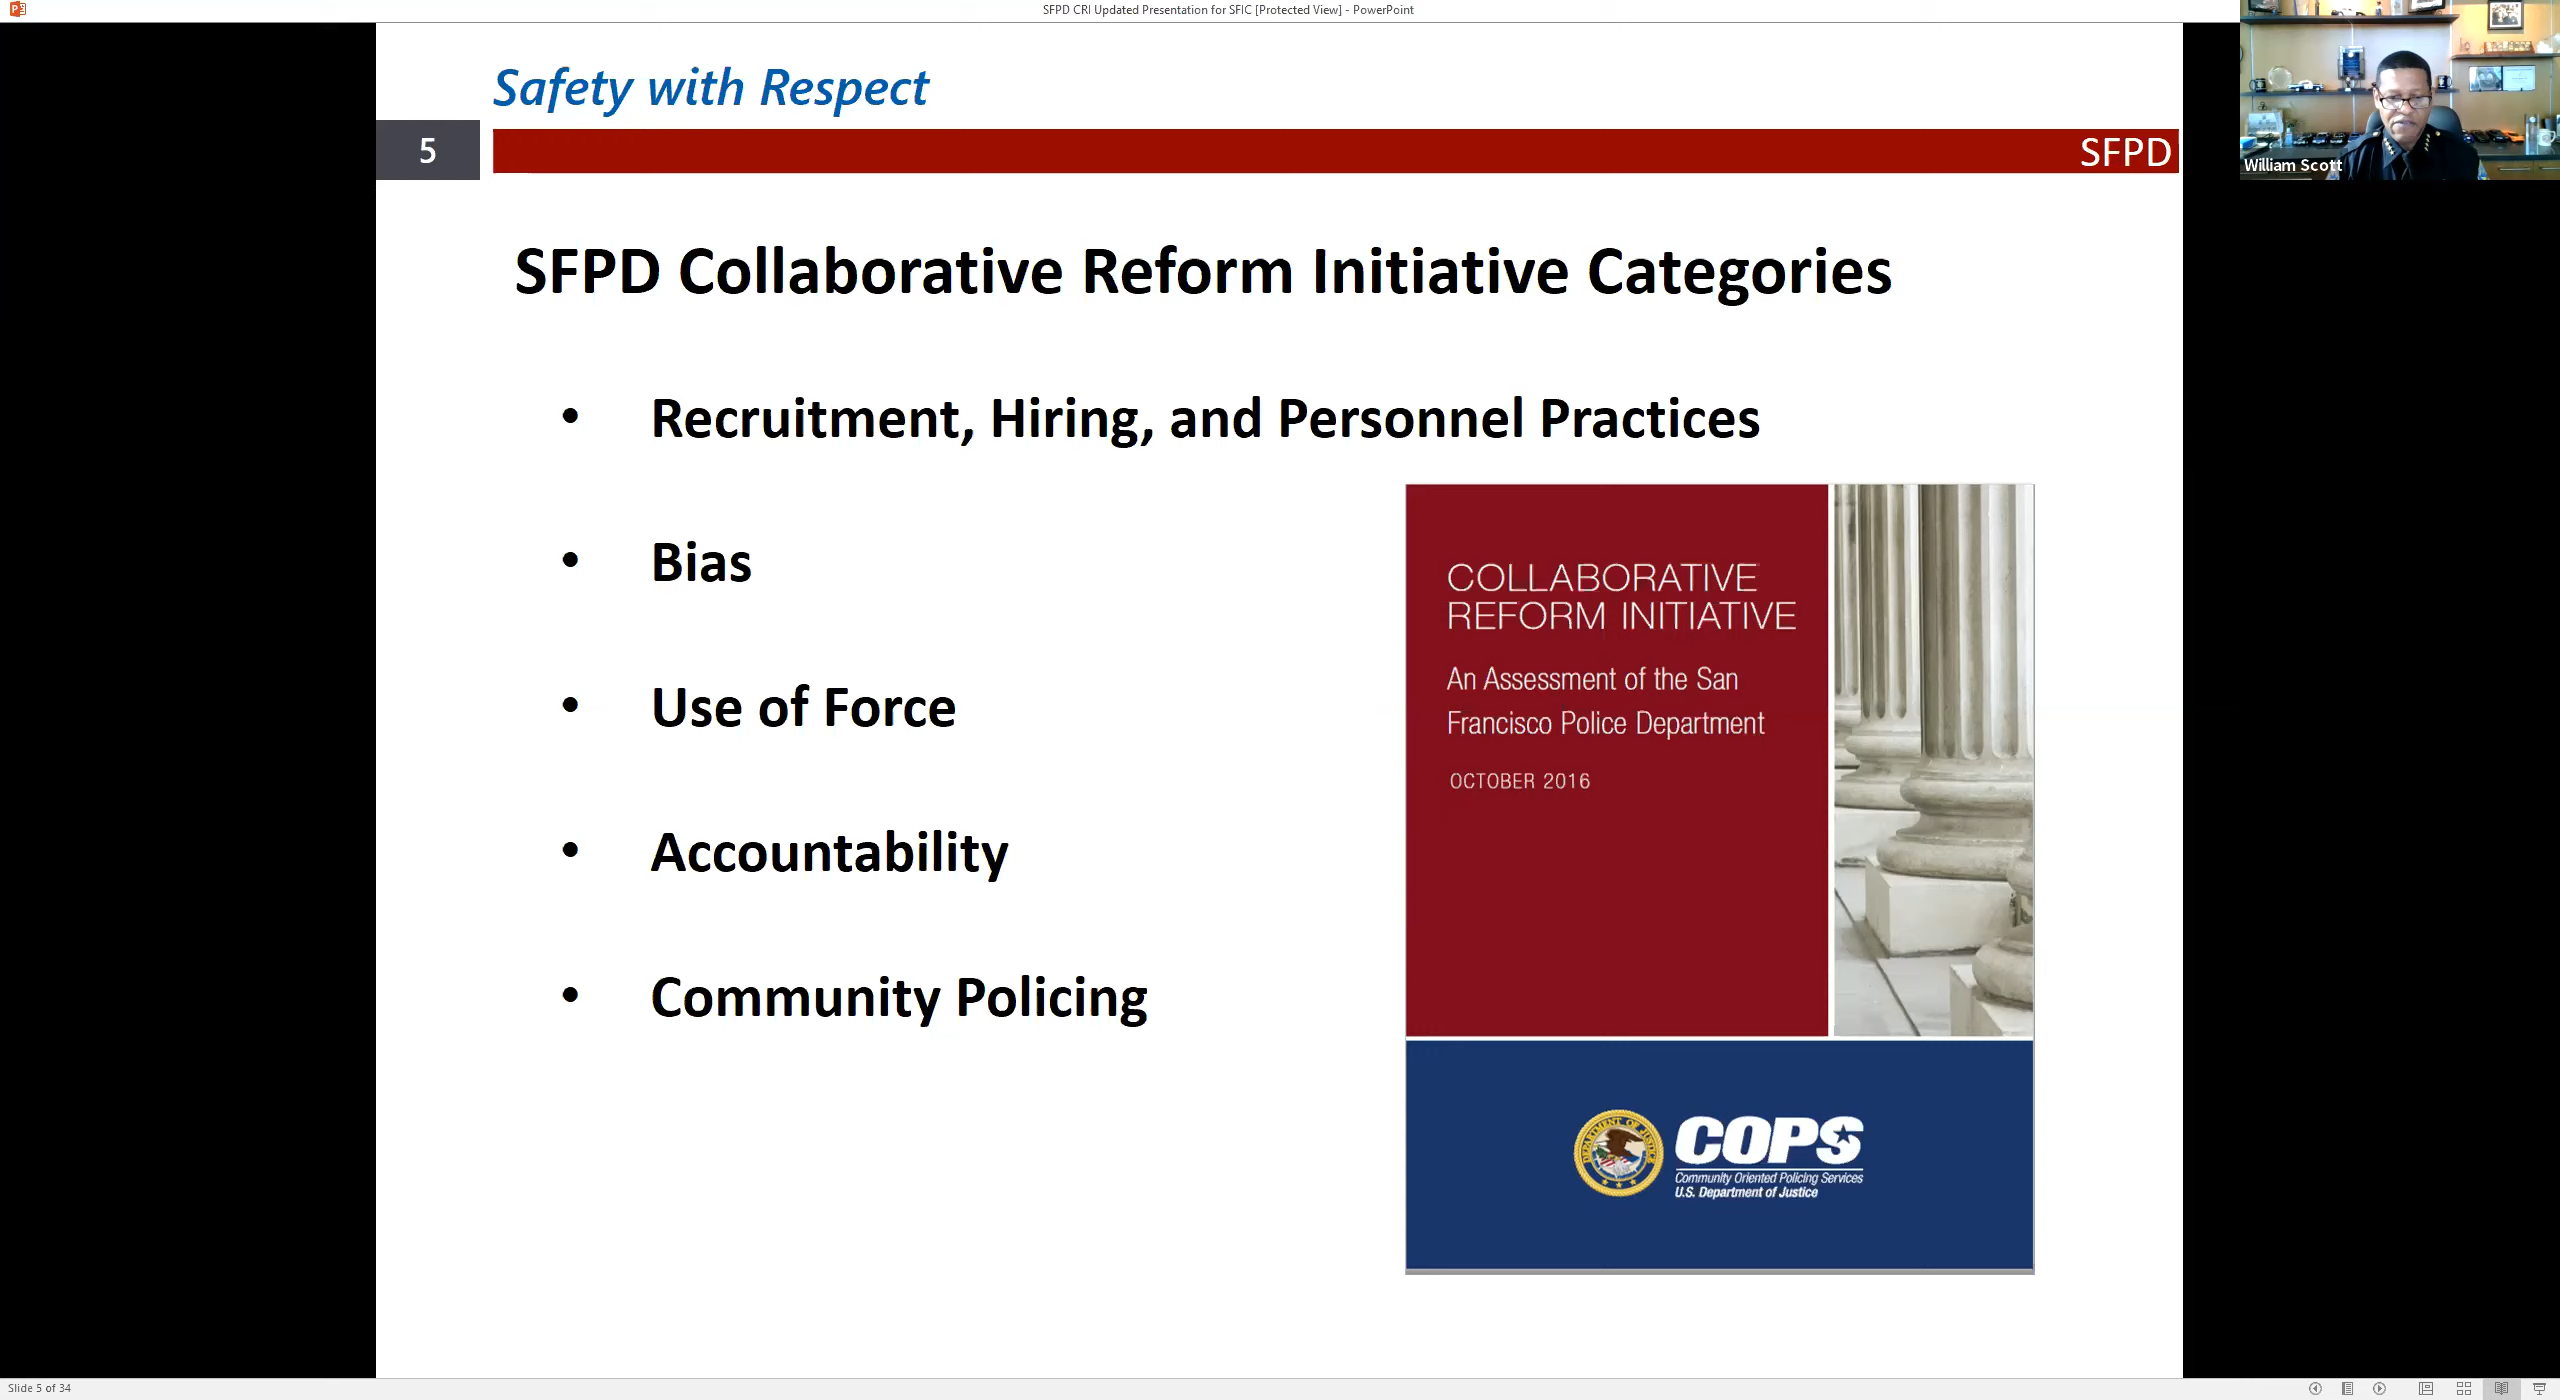 SFPD CRI Updated Presentation for SFIC [Protected View] - PowerPoint
Safety with Respect
5
SFPD
William Scott
SFPD Collaborative Reform Initiative Categories
• Recruitment, Hiring, and Personnel Practices
• Bias
• Use of Force
• Accountability
• Community Policing
COLLABORATIVE
REFORM INITIATIVE
An Assessment of the San
Francisco Police Department
OCTOBER 2016
DEPARTMENT OF JUSTICE
COPS
Community Oriented Policing Services
U.S. Department of Justice
Slide 5 of 34